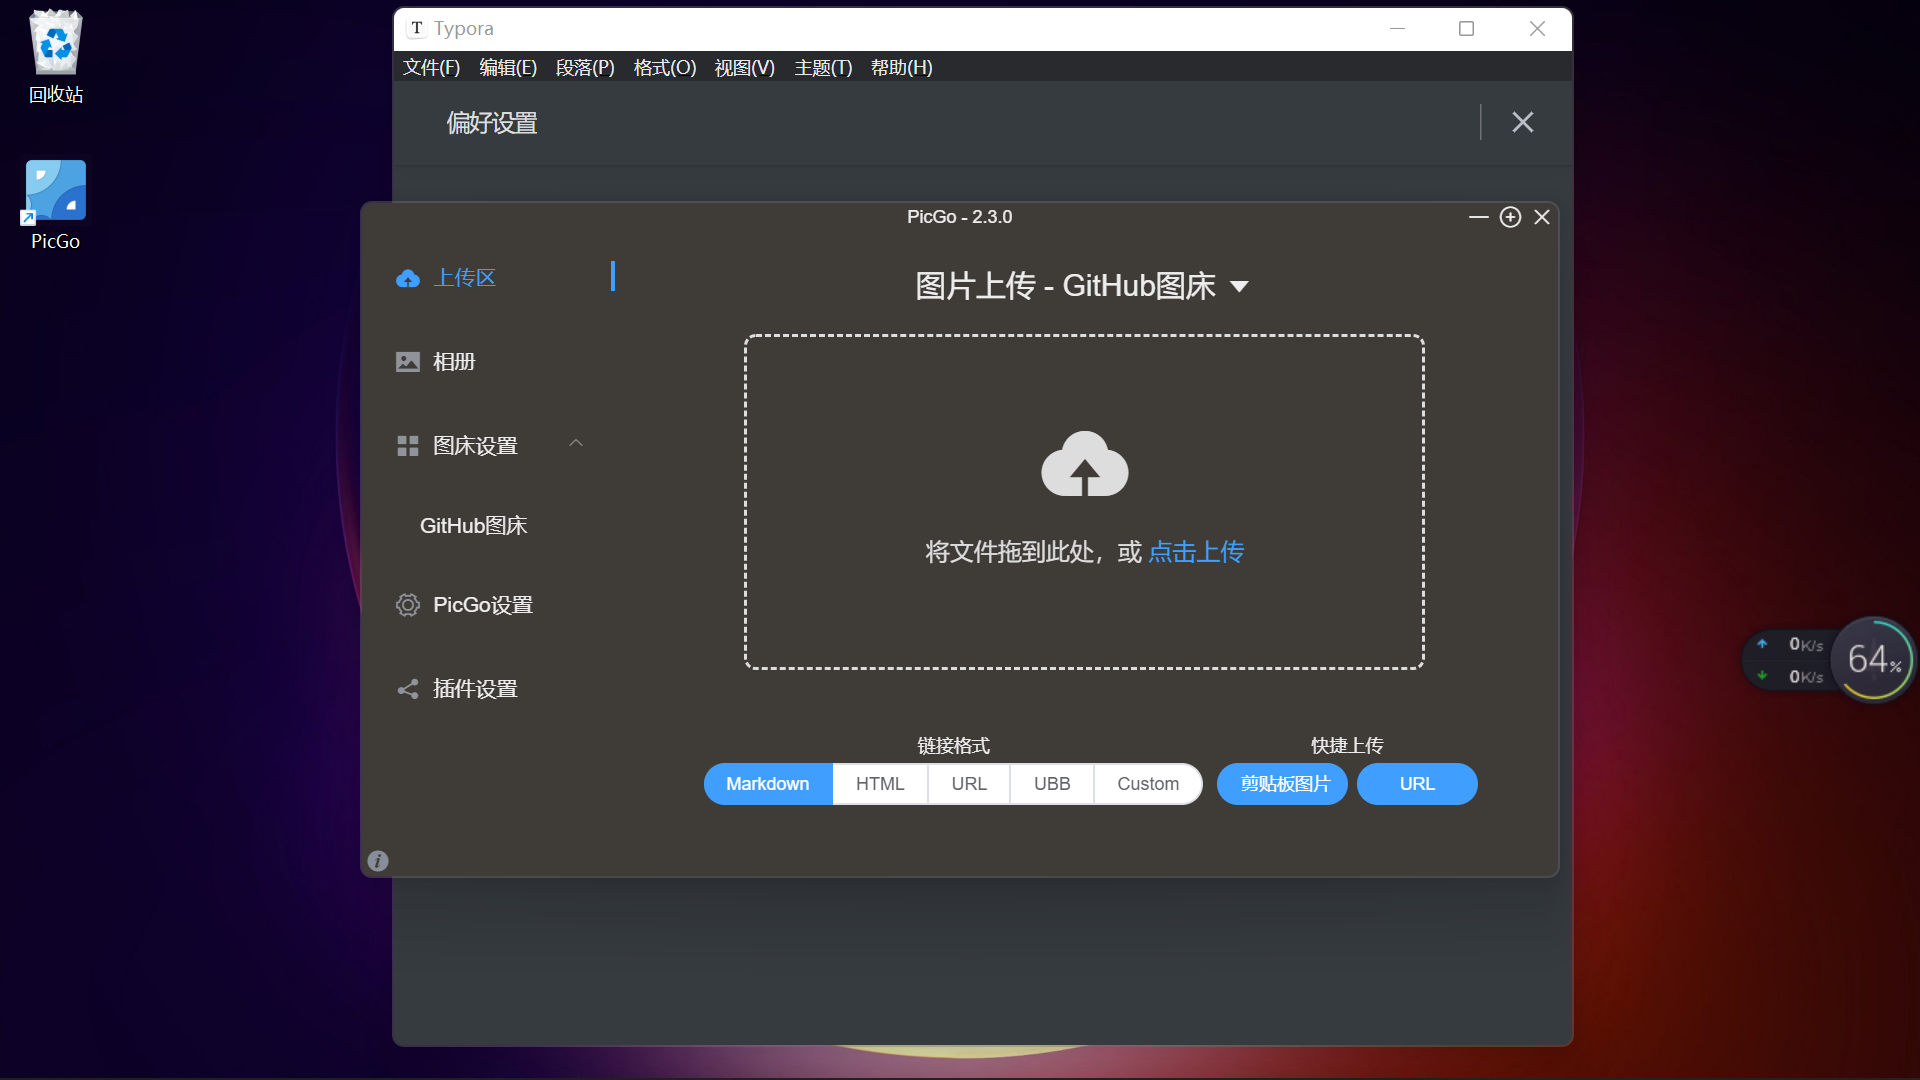 回收站
PicGo
T Typora
文件(F) 编辑(E) 段落(P) 格式(O) 视图(V) 主题(T) 帮助(H)
偏好设置
PicGo - 2.3.0
上传区
相册
图床设置
GitHub图床
PicGo设置
插件设置
图片上传 - GitHub图床
将文件拖到此处，或 点击上传
链接格式
Markdown HTML URL UBB Custom
快捷上传
剪贴板图片 URL
i
0K/s
0K/s
64%